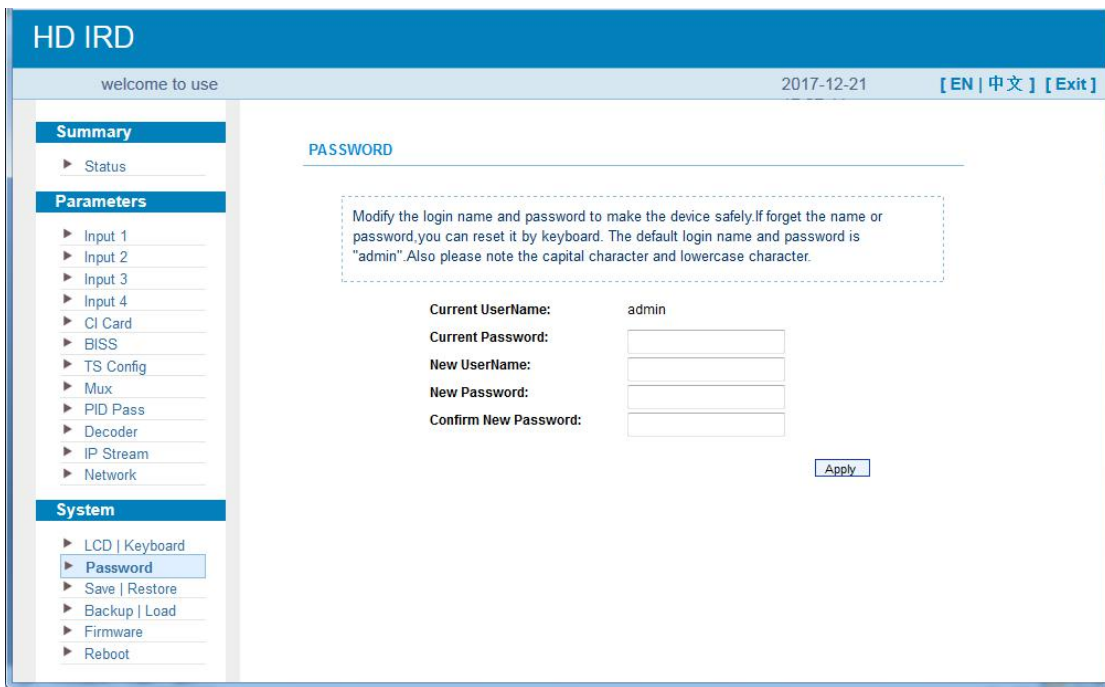 HD IRD
welcome to use
2017-12-21
[ EN | 中文 ] [ Exit ]
Summary
Status
Parameters
Input 1
Input 2
Input 3
Input 4
CI Card
BISS
TS Config
Mux
PID Pass
Decoder
IP Stream
Network
System
LCD | Keyboard
Password
Save | Restore
Backup | Load
Firmware
Reboot
PASSWORD
Modify the login name and password to make the device safely.If forget the name or
password,you can reset it by keyboard. The default login name and password is
"admin".Also please note the capital character and lowercase character.
Current UserName: admin
Current Password:
New UserName:
New Password:
Confirm New Password:
Apply